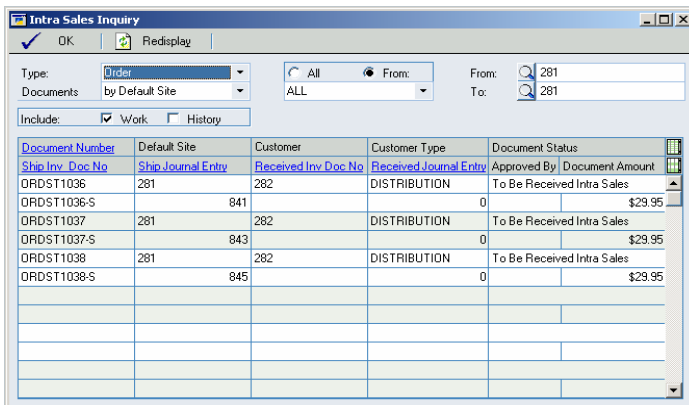 Intra Sales Inquiry
OK Redisplay
Type: Order All From: From: 281
Documents by Default Site ALL To: 281
Include: Work History
Document Number Default Site Customer Customer Type Document Status
Ship Inv Doc No Ship Journal Entry Received Inv Doc No Received Journal Entry Approved By Document Amount
ORDST1036 281 282 DISTRIBUTION To Be Received Intra Sales
ORDST1036-S 841 0 $29.95
ORDST1037 281 282 DISTRIBUTION To Be Received Intra Sales
ORDST1037-S 843 0 $29.95
ORDST1038 281 282 DISTRIBUTION To Be Received Intra Sales
ORDST1038-S 845 0 $29.95